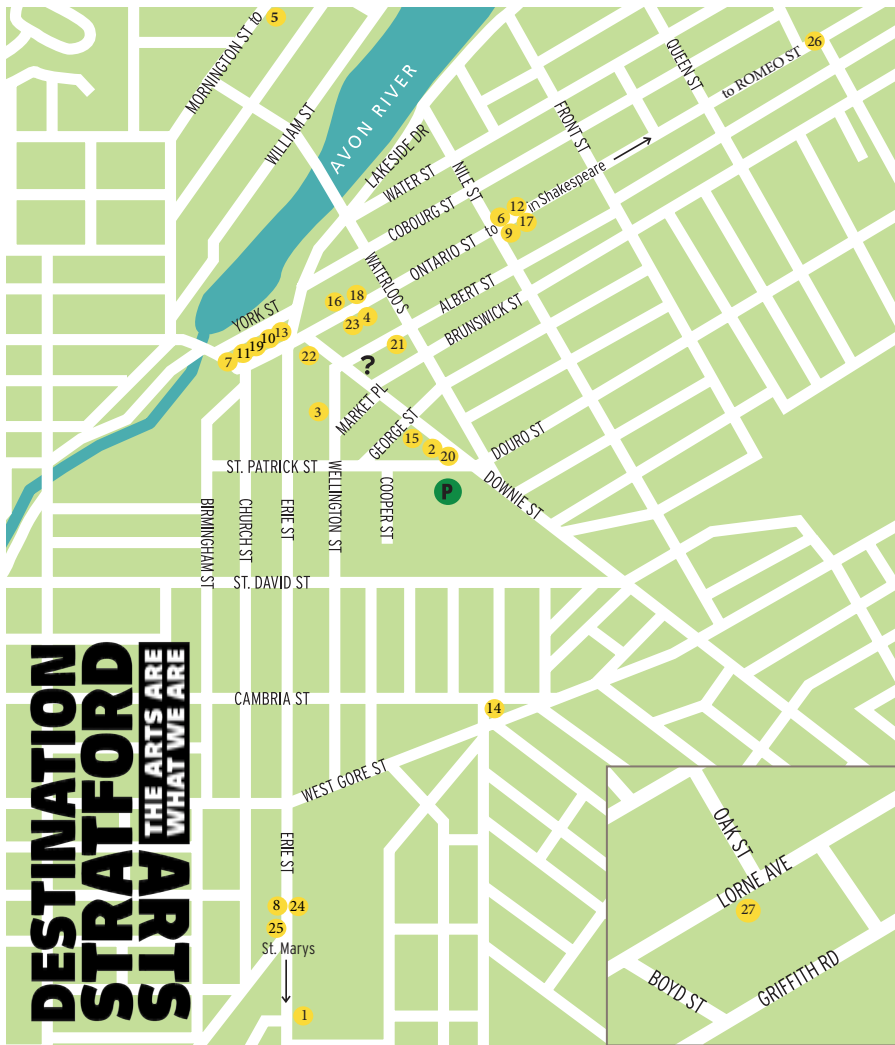 MORNINGTON ST to
5
QUEEN ST
26
to ROMEO ST
WILLIAM ST
AVON RIVER
LAKESIDE DR
FRONT ST
WATER ST
NILE ST
COBOURG ST
ONTARIO ST to
6
12
9
17
in Shakespeare
WATERLOO S
ALBERT ST
BRUNSWICK ST
16
18
23
4
YORK ST
7
11
19
10
13
22
21
?
3
MARKET PL
GEORGE ST
15
2
20
DOURO ST
ST. PATRICK ST
P
DOWNIE ST
BIRMINGHAM ST
CHURCH ST
ERIE ST
WELLINGTON ST
COOPER ST
ST. DAVID ST
CAMBRIA ST
14
WEST GORE ST
ERIE ST
8
24
25
St. Marys
1
OAK ST
LORNE AVE
27
BOYD ST
GRIFFITH RD
DESTINATION
STRATFORD
ARTS
THE ARTS ARE
WHAT WE ARE